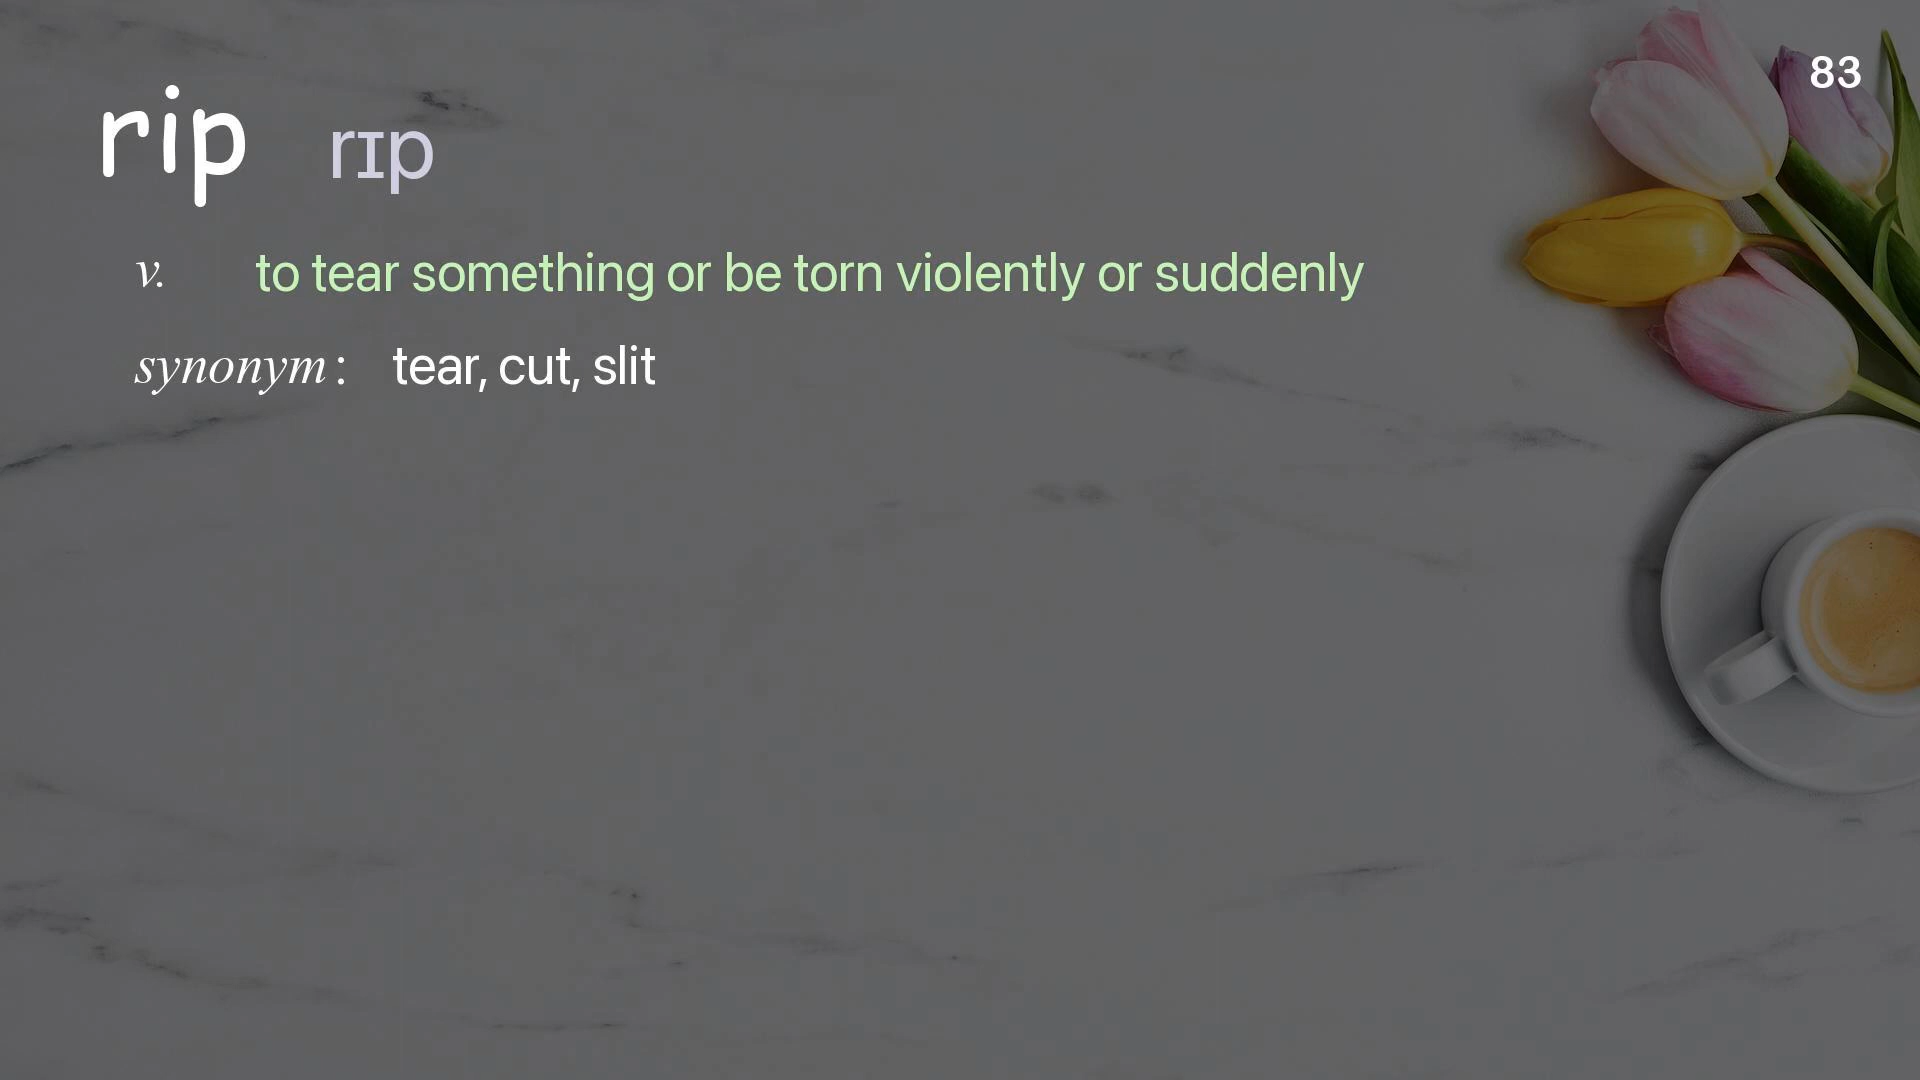 83
rip rɪp
v. to tear something or be torn violently or suddenly
synonym: tear, cut, slit